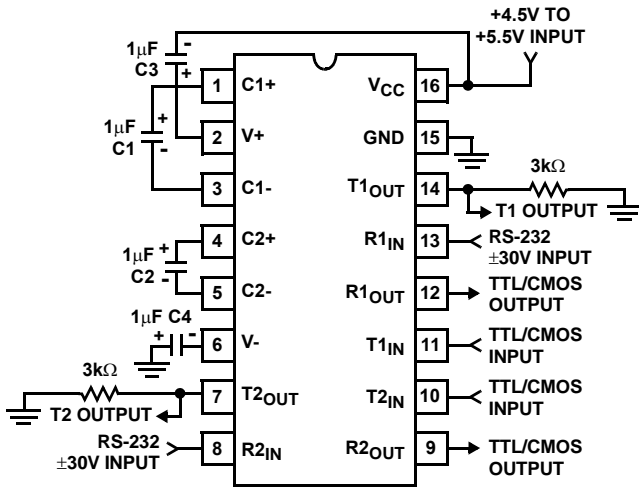 +4.5V TO
+5.5V INPUT
1µF
C3
-
+
1
C1+
VCC
16
1µF
C1
+
-
2
V+
GND
15
3
C1-
T1OUT
14
3kΩ
T1 OUTPUT
4
C2+
R1IN
13
RS-232
±30V INPUT
1µF
C2
+
-
5
C2-
R1OUT
12
TTL/CMOS
OUTPUT
1µF C4
+
-
6
V-
T1IN
11
TTL/CMOS
INPUT
3kΩ
T2 OUTPUT
7
T2OUT
T2IN
10
TTL/CMOS
INPUT
RS-232
±30V INPUT
8
R2IN
R2OUT
9
TTL/CMOS
OUTPUT